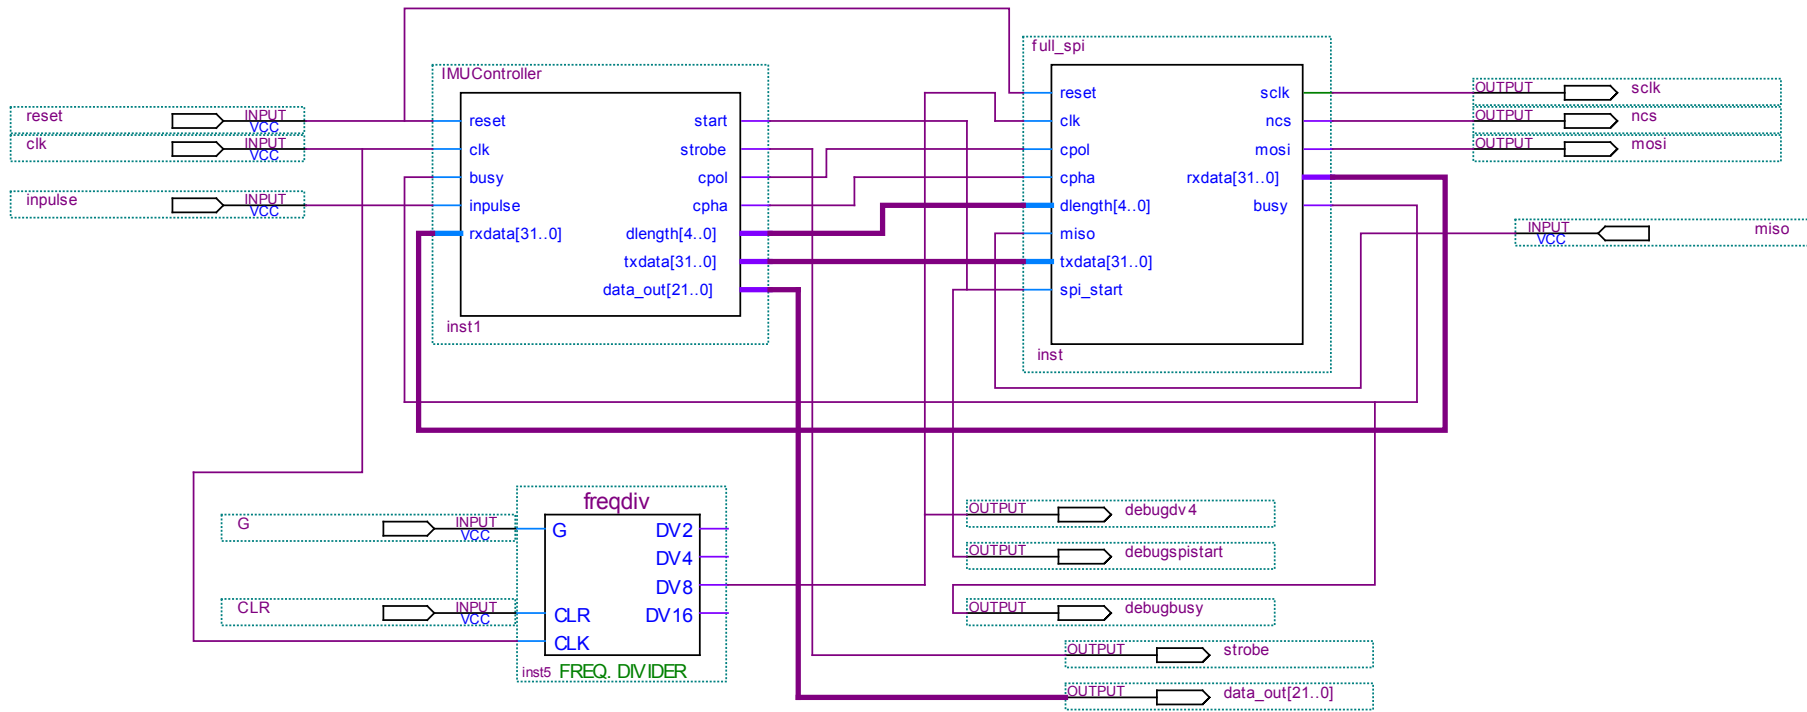 full_spi
IMUController
reset
INPUT
VCC
clk
INPUT
VCC
inpulse
INPUT
VCC
reset
clk
busy
inpulse
rxdata[31..0]
start
strobe
cpol
cpha
dlength[4..0]
txdata[31..0]
data_out[21..0]
inst1
reset
clk
cpol
cpha
dlength[4..0]
miso
txdata[31..0]
spi_start
sclk
ncs
mosi
rxdata[31..0]
busy
inst
OUTPUT
sclk
OUTPUT
ncs
OUTPUT
mosi
INPUT
VCC
miso
freqdiv
G
INPUT
VCC
CLR
INPUT
VCC
G
CLR
CLK
DV2
DV4
DV8
DV16
inst5 FREQ. DIVIDER
OUTPUT
debugdv4
OUTPUT
debugspistart
OUTPUT
debugbusy
OUTPUT
strobe
OUTPUT
data_out[21..0]